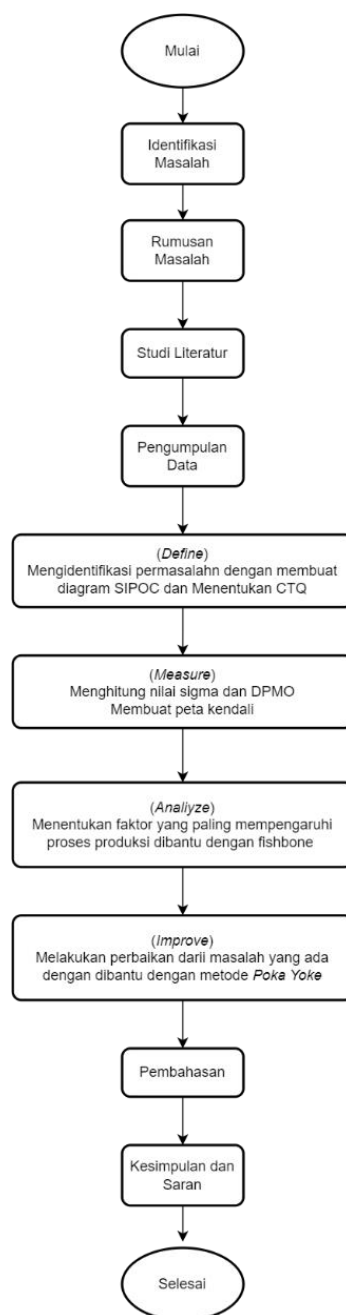 Mulai
Identifikasi
Masalah
Rumusan
Masalah
Studi Literatur
Pengumpulan
Data
(Define)
Mengidentifikasi permasalahn dengan membuat
diagram SIPOC dan Menentukan CTQ
(Measure)
Menghitung nilai sigma dan DPMO
Membuat peta kendali
(Analiyze)
Menentukan faktor yang paling mempengaruhi
proses produksi dibantu dengan fishbone
(Improve)
Melakukan perbaikan darii masalah yang ada
dengan dibantu dengan metode Poka Yoke
Pembahasan
Kesimpulan dan
Saran
Selesai